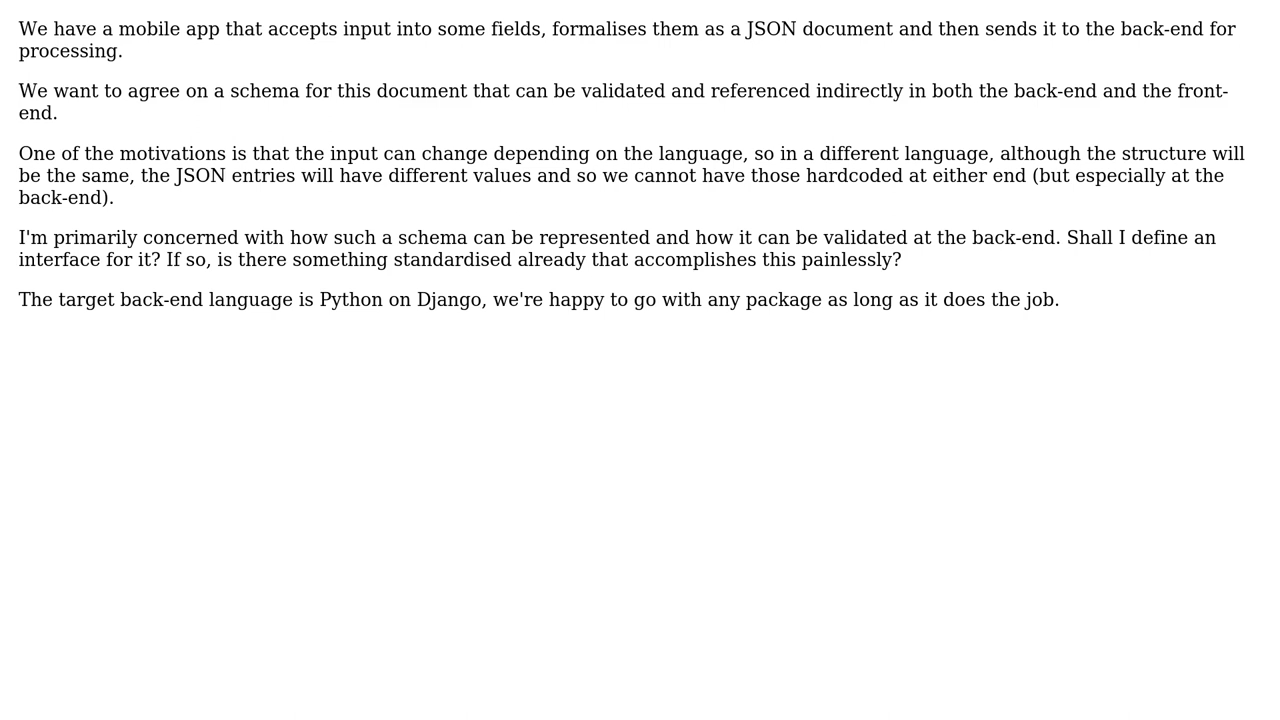 We have a mobile app that accepts input into some fields, formalises them as a JSON document and then sends it to the back-end for
processing.
We want to agree on a schema for this document that can be validated and referenced indirectly in both the back-end and the front-
end.
One of the motivations is that the input can change depending on the language, so in a different language, although the structure will
be the same, the JSON entries will have different values and so we cannot have those hardcoded at either end (but especially at the
back-end).
I'm primarily concerned with how such a schema can be represented and how it can be validated at the back-end. Shall I define an
interface for it? If so, is there something standardised already that accomplishes this painlessly?
The target back-end language is Python on Django, we're happy to go with any package as long as it does the job.